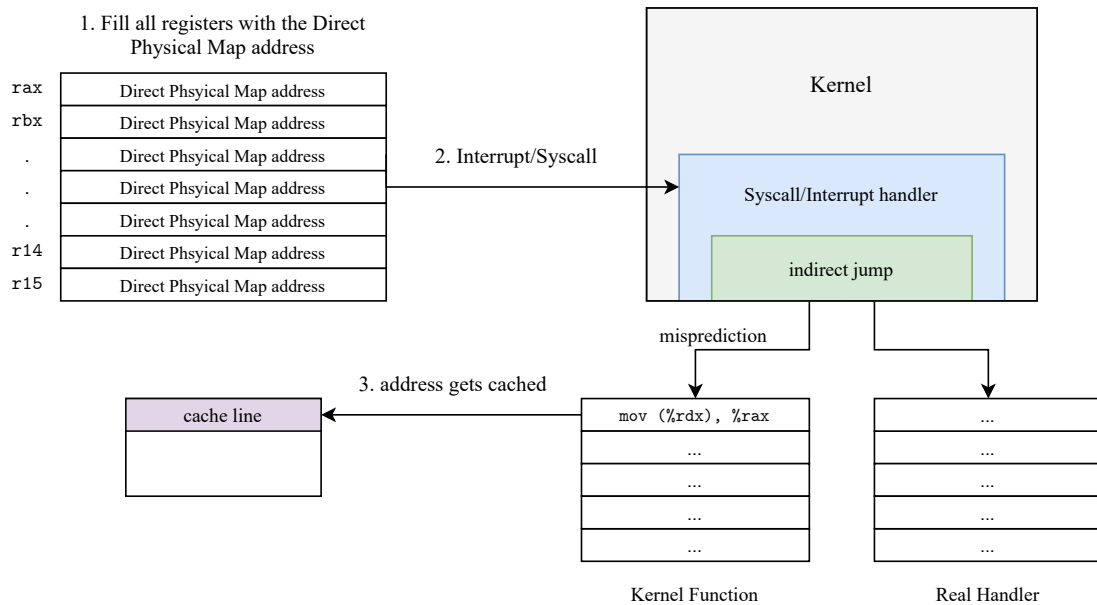 1. Fill all registers with the Direct
Physical Map address
rax
Direct Phsyical Map address
rbx
Direct Phsyical Map address
.
Direct Phsyical Map address
.
Direct Phsyical Map address
.
Direct Phsyical Map address
r14
Direct Phsyical Map address
r15
Direct Phsyical Map address
2. Interrupt/Syscall
Kernel
Syscall/Interrupt handler
indirect jump
misprediction
3. address gets cached
cache line
mov (%rdx), %rax
...
...
...
...
Kernel Function
...
...
...
...
...
Real Handler